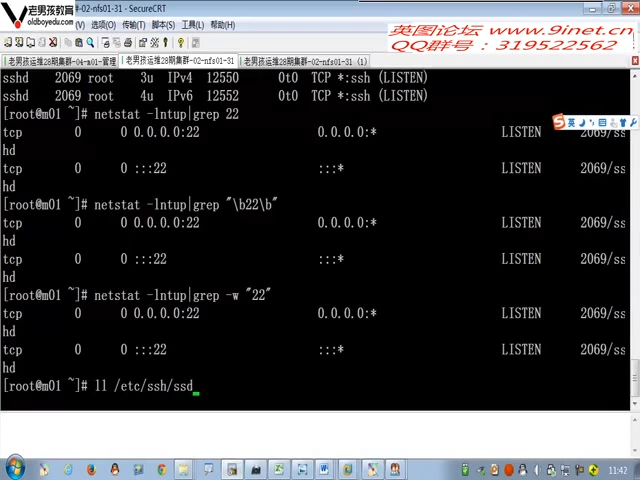 老男孩教育
oldboyedu.com
#-02-nfs01-31 - SecureCRT
选项(O) 传输(T) 脚本(S) 工具(L) 帮助(H)
英图论坛 www.9inet.cn
QQ群号：319522562
老男孩运维28期集群-04-m01-管理 老男孩运维28期集群-02-nfs01-31 老男孩运维28期集群-02-nfs01-31 (1)
sshd 2069 root 3u IPv4 12550 0t0 TCP *:ssh (LISTEN)
sshd 2069 root 4u IPv6 12552 0t0 TCP *:ssh (LISTEN)
[root@m01 ~]# netstat -lntup|grep 22
tcp 0 0 0.0.0.0:22 0.0.0.0:* LISTEN 2069/ss
hd
tcp 0 0 :::22 :::* LISTEN 2069/ss
hd
[root@m01 ~]# netstat -lntup|grep "\b22\b"
tcp 0 0 0.0.0.0:22 0.0.0.0:* LISTEN 2069/ss
hd
tcp 0 0 :::22 :::* LISTEN 2069/ss
hd
[root@m01 ~]# netstat -lntup|grep -w "22"
tcp 0 0 0.0.0.0:22 0.0.0.0:* LISTEN 2069/ss
hd
tcp 0 0 :::22 :::* LISTEN 2069/ss
hd
[root@m01 ~]# ll /etc/ssh/ssd
英
11:42